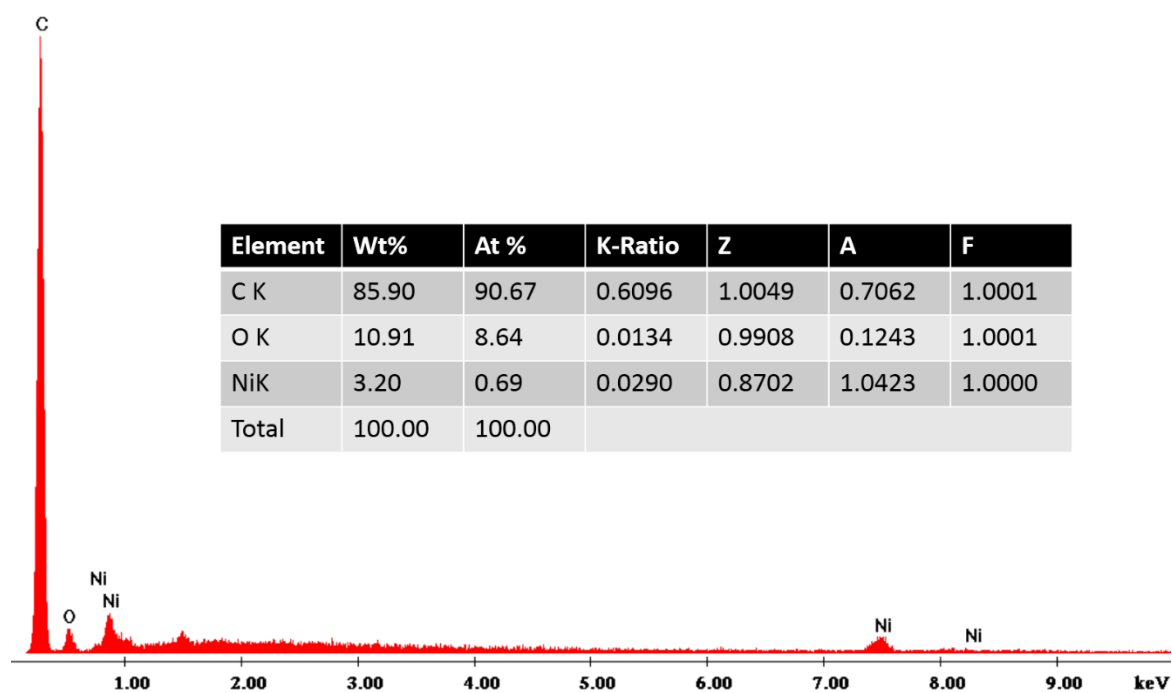 C
Element Wt% At % K-Ratio Z A F
C K 85.90 90.67 0.6096 1.0049 0.7062 1.0001
O K 10.91 8.64 0.0134 0.9908 0.1243 1.0001
NiK 3.20 0.69 0.0290 0.8702 1.0423 1.0000
Total 100.00 100.00
Ni
Ni
O
Ni
Ni
1.00 2.00 3.00 4.00 5.00 6.00 7.00 8.00 9.00 keV